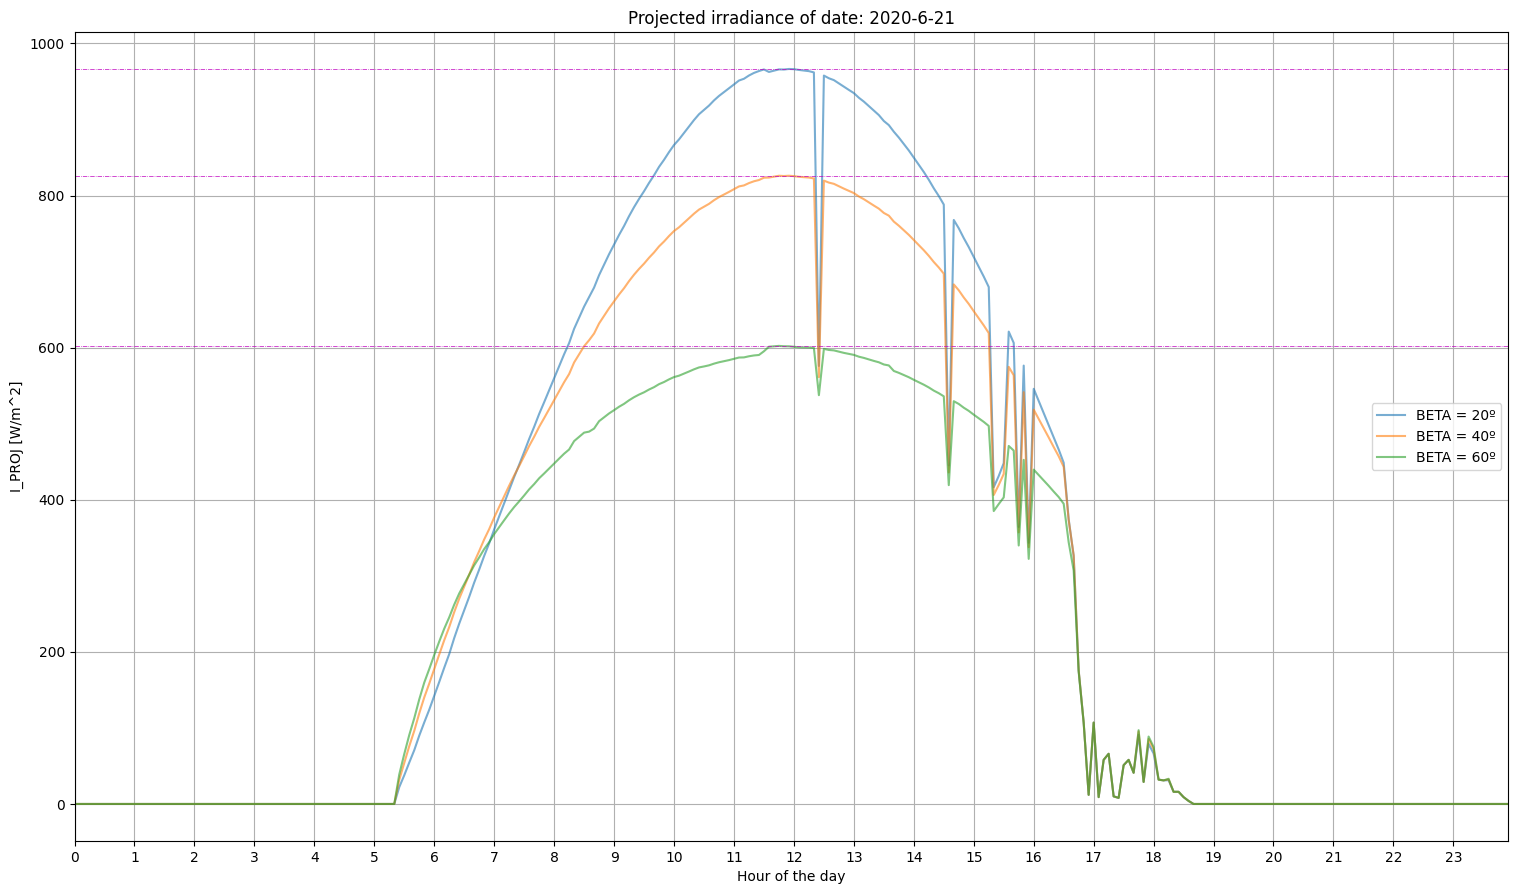 Projected irradiance of date: 2020-6-21
I_PROJ [W/m^2]
1000
800
600
400
200
0
BETA = 20º
BETA = 40º
BETA = 60º
0 1 2 3 4 5 6 7 8 9 10 11 12 13 14 15 16 17 18 19 20 21 22 23
Hour of the day